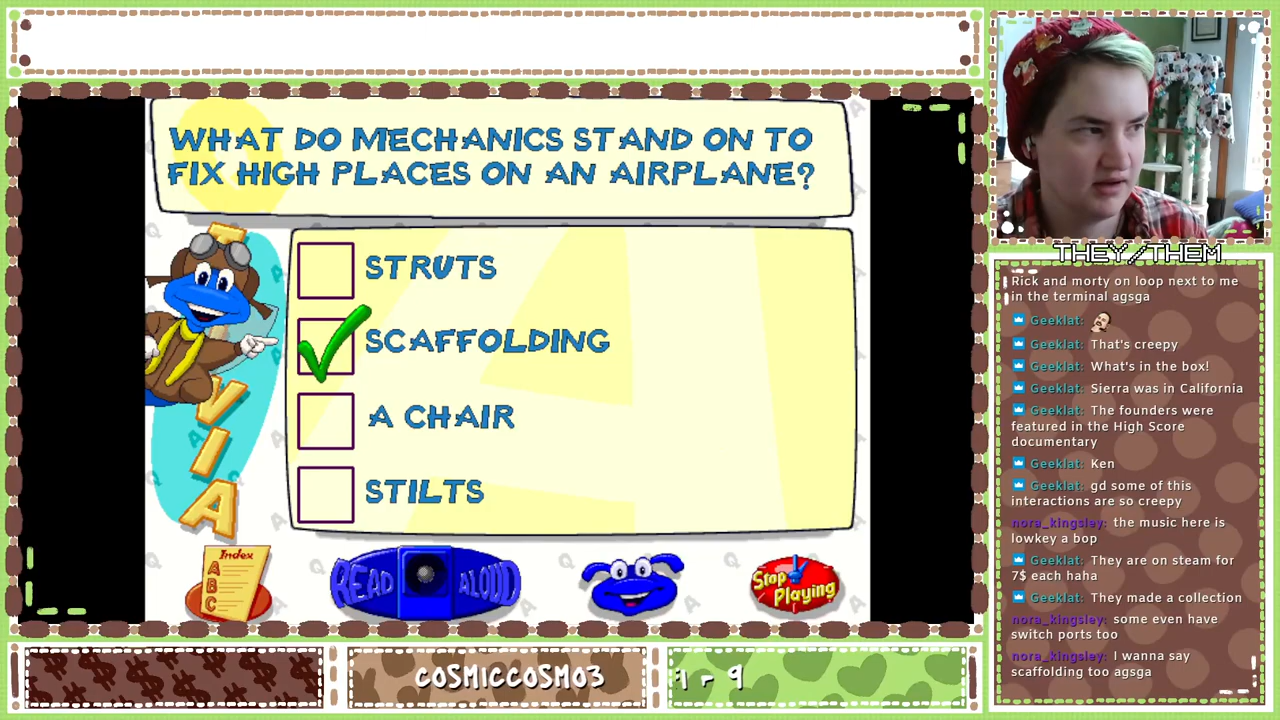 WHAT DO MECHANICS STAND ON TO
FIX HIGH PLACES ON AN AIRPLANE?
STRUTS
SCAFFOLDING
A CHAIR
STILTS
VIA
Index
A
B
C
READ ALOUD
Stop
Playing
THEY/THEM
Rick and morty on loop next to me
in the terminal agsga
Geeklat:
Geeklat: That's creepy
Geeklat: What's in the box!
Geeklat: Sierra was in California
Geeklat: The founders were
featured in the High Score
documentary
Geeklat: Ken
Geeklat: gd some of this
interactions are so creepy
nora_kingsley: the music here is
lowkey a bop
Geeklat: They are on steam for
7$ each haha
Geeklat: They made a collection
nora_kingsley: some even have
switch ports too
nora_kingsley: I wanna say
scaffolding too agsga
COSMICCOSMO3
1 - 9